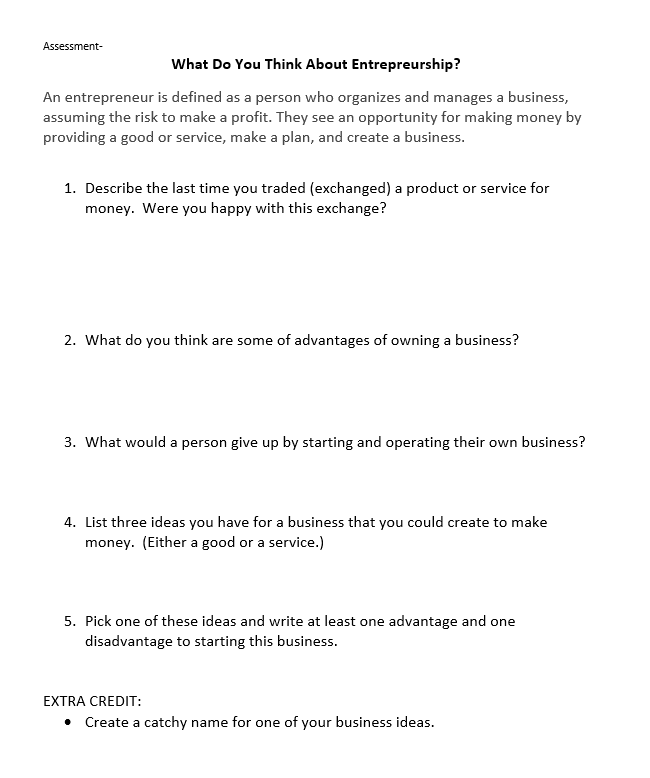 Assessment-
What Do You Think About Entrepreurship?
An entrepreneur is defined as a person who organizes and manages a business,
assuming the risk to make a profit. They see an opportunity for making money by
providing a good or service, make a plan, and create a business.
1. Describe the last time you traded (exchanged) a product or service for
money.  Were you happy with this exchange?
2. What do you think are some of advantages of owning a business?
3. What would a person give up by starting and operating their own business?
4. List three ideas you have for a business that you could create to make
money.  (Either a good or a service.)
5. Pick one of these ideas and write at least one advantage and one
disadvantage to starting this business.
EXTRA CREDIT:
• Create a catchy name for one of your business ideas.